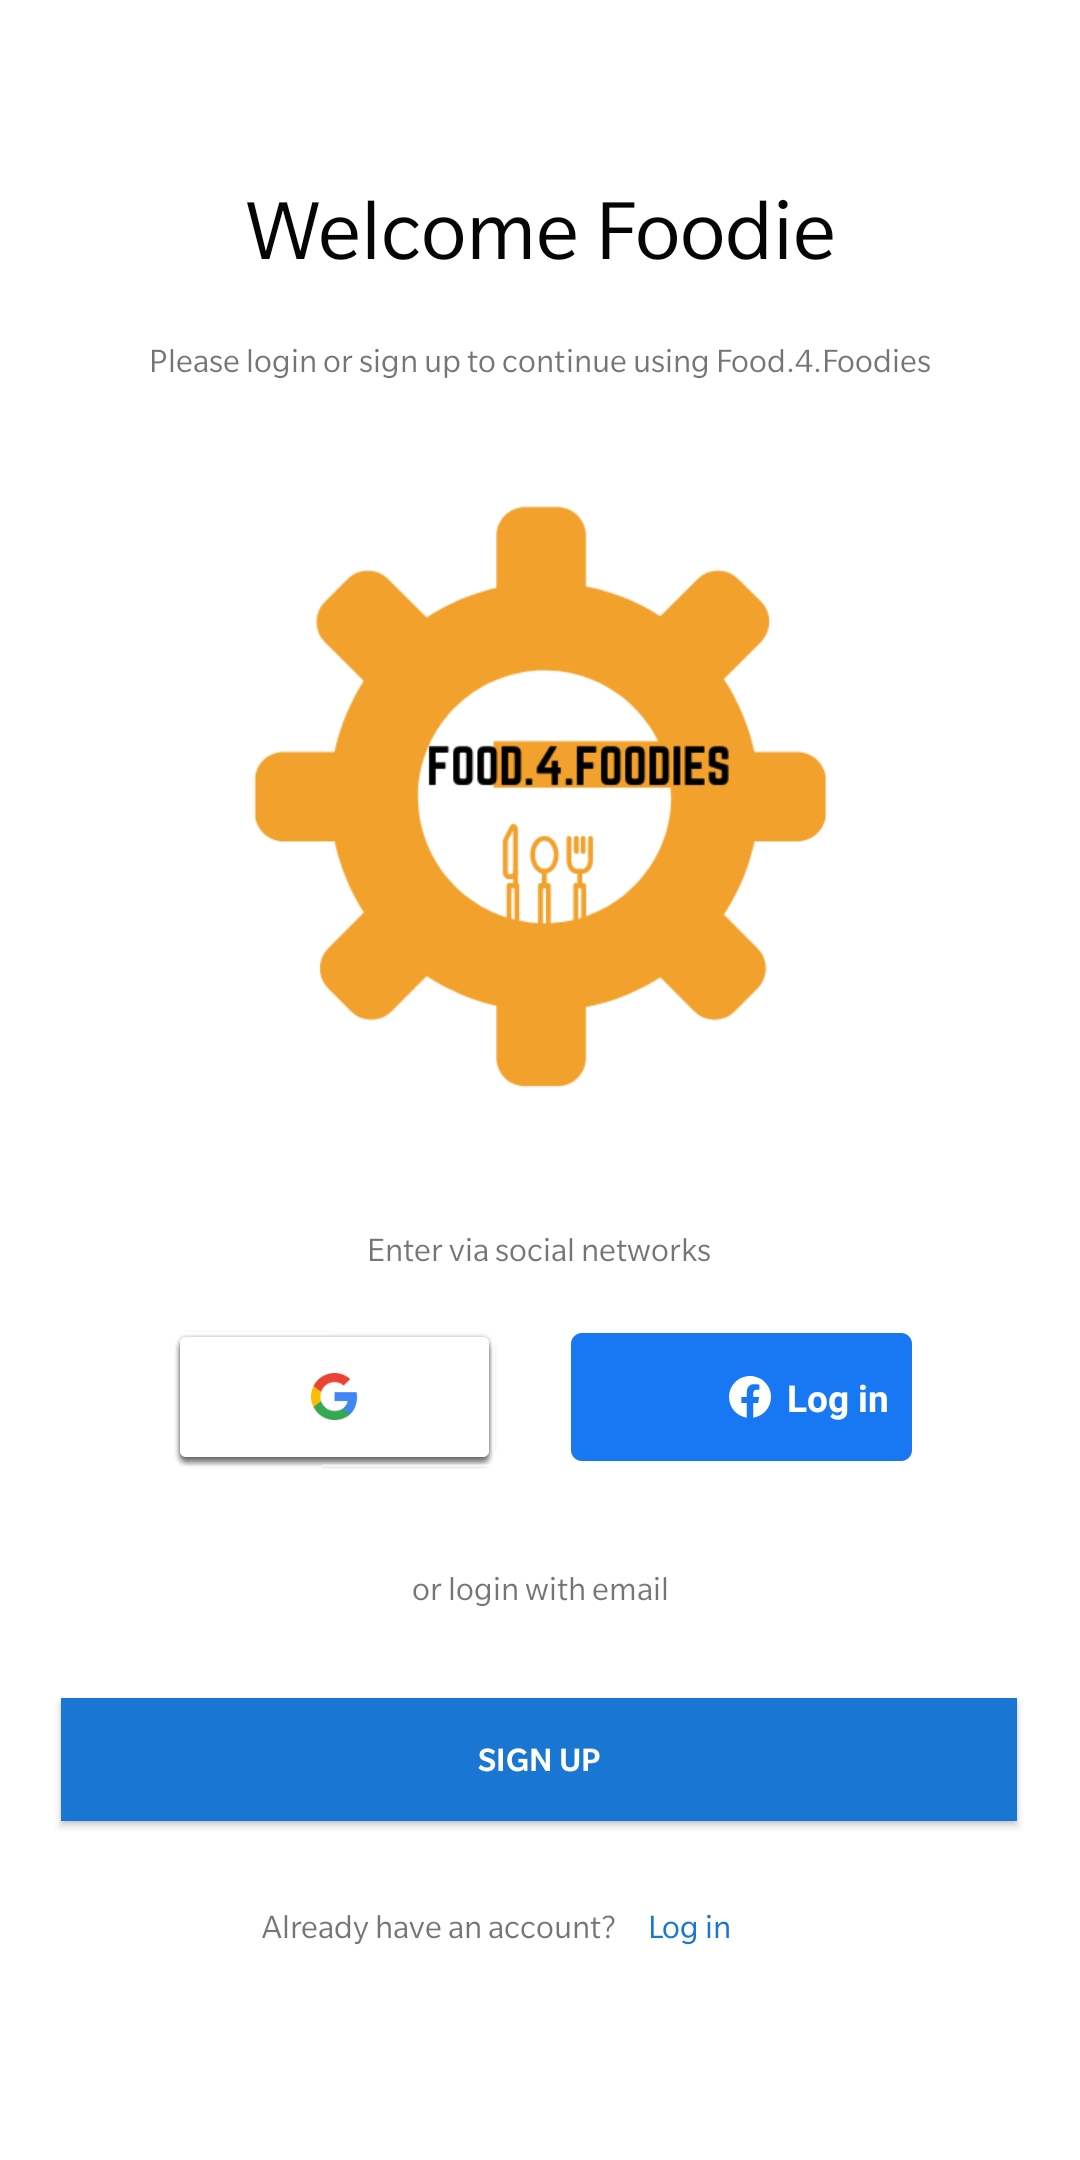 Welcome Foodie
Please login or sign up to continue using Food.4.Foodies
FOOD.4.FOODIES
Enter via social networks
Log in
or login with email
SIGN UP
Already have an account? Log in